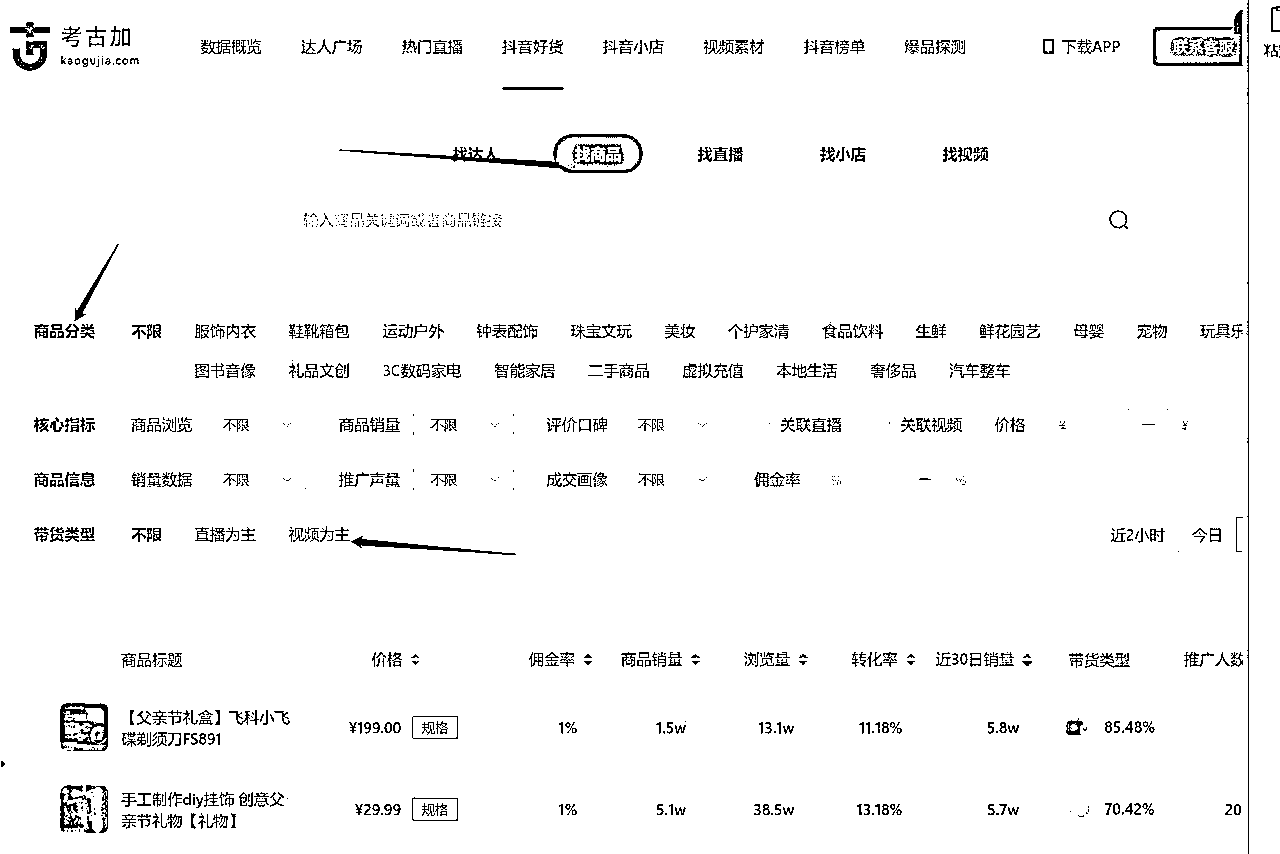 考古加
kaogujia.com
数据概览 达人广场 热门直播 抖音好货 抖音小店 视频素材 抖音榜单 爆品探测 下载APP 联系客服
找达人 找商品 找直播 找小店 找视频
输入商品关键词或者商品链接
商品分类 不限 服饰内衣 鞋靴箱包 运动户外 钟表配饰 珠宝文玩 美妆 个护家清 食品饮料 生鲜 鲜花园艺 母婴 宠物 玩具乐
图书音像 礼品文创 3C数码家电 智能家居 二手商品 虚拟充值 本地生活 奢侈品 汽车整车
核心指标 商品浏览 不限 商品销量 不限 评价口碑 不限 关联直播 关联视频 价格 ¥ — ¥
商品信息 销量数据 不限 推广声量 不限 成交画像 不限 佣金率 % — %
带货类型 不限 直播为主 视频为主 近2小时 今日
商品标题 价格 佣金率 商品销量 浏览量 转化率 近30日销量 带货类型 推广人数
【父亲节礼盒】飞科小飞
碟剃须刀FS891
¥199.00 规格 1% 1.5w 13.1w 11.18% 5.8w 85.48%
手工制作diy挂饰 创意父
亲节礼物【礼物】
¥29.99 规格 1% 5.1w 38.5w 13.18% 5.7w 70.42% 20